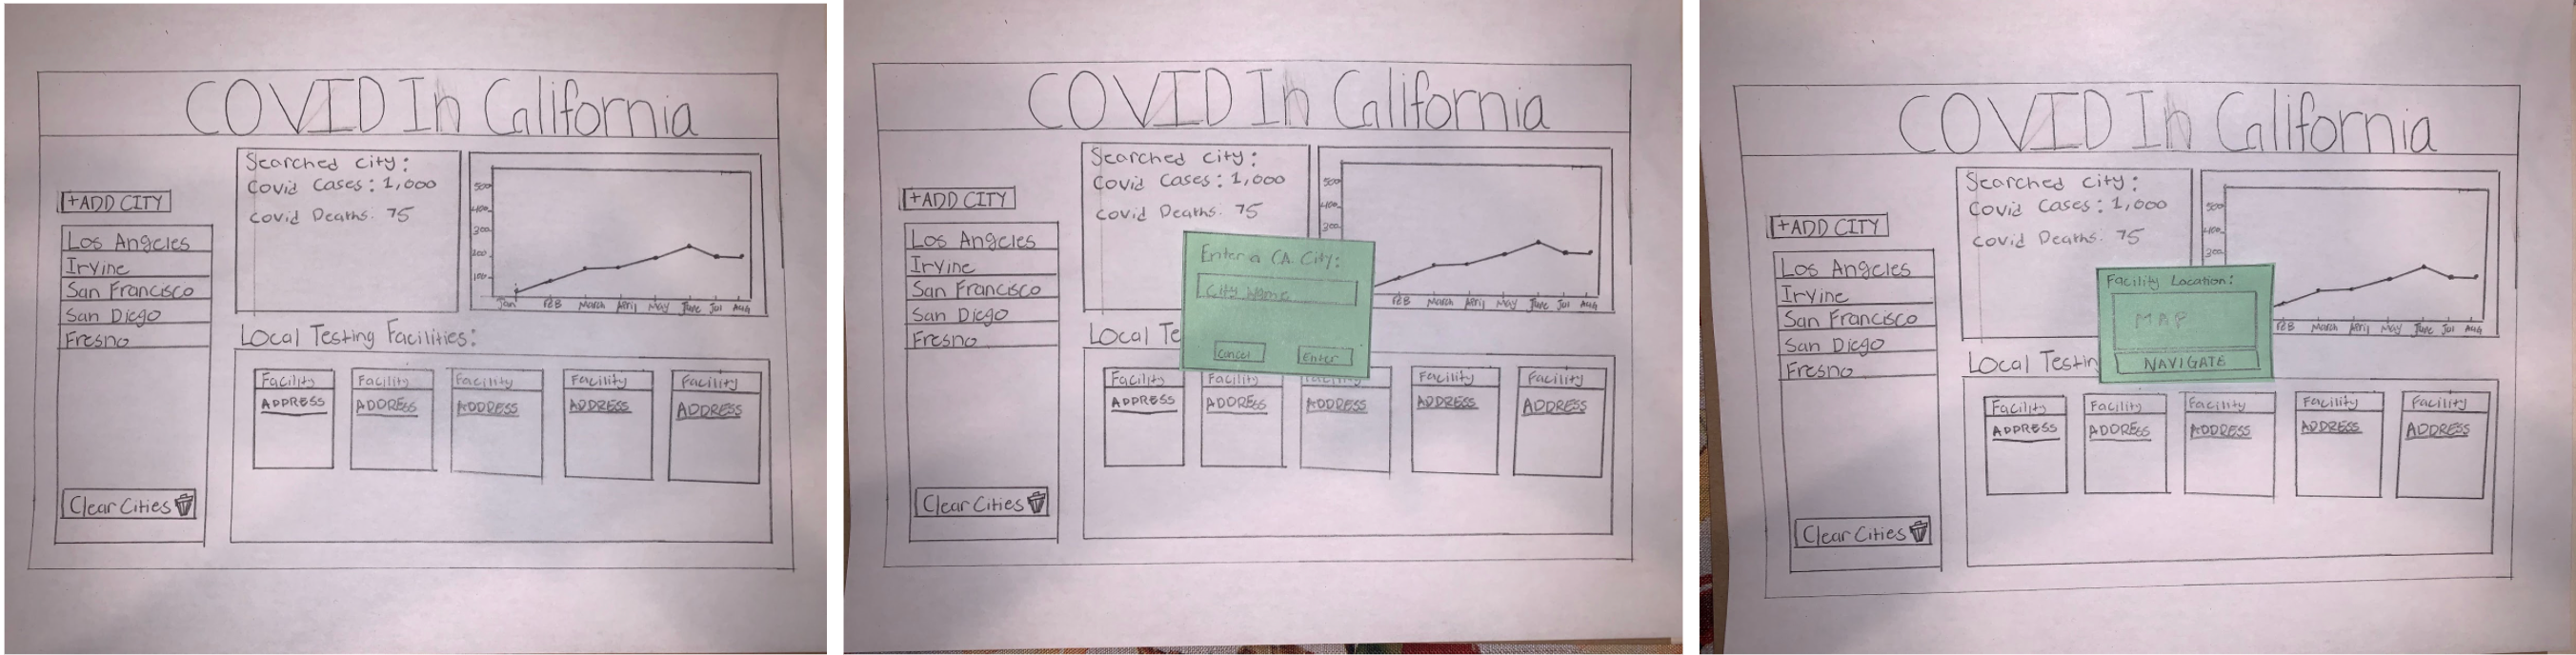 COVID In California
+ADD CITY
Los Angeles
Irvine
San Francisco
San Diego
Fresno
Clear Cities
Searched city:
Covid Cases: 1,000
Covid Deaths: 75
500
400
300
200
100
Jan Feb March April May June Jul Aug
Local Testing Facilities:
Facility Facility Facility Facility Facility
ADDRESS ADDRESS ADDRESS ADDRESS ADDRESS
COVID In California
+ADD CITY
Los Angeles
Irvine
San Francisco
San Diego
Fresno
Clear Cities
Searched city:
Covid Cases: 1,000
Covid Deaths: 75
500
400
300
Feb March April May June Jul Aug
Enter a CA City:
City Name
Cancel Enter
Local Te
Facility Facility Facility Facility Facility
ADDRESS ADDRESS ADDRESS ADDRESS ADDRESS
COVID In California
+ADD CITY
Los Angeles
Irvine
San Francisco
San Diego
Fresno
Clear Cities
Searched city:
Covid Cases: 1,000
Covid Deaths: 75
500
400
300
Feb March April May June Jul Aug
Facility Location:
MAP
NAVIGATE
Local Testin
Facility Facility Facility Facility Facility
ADDRESS ADDRESS ADDRESS ADDRESS ADDRESS